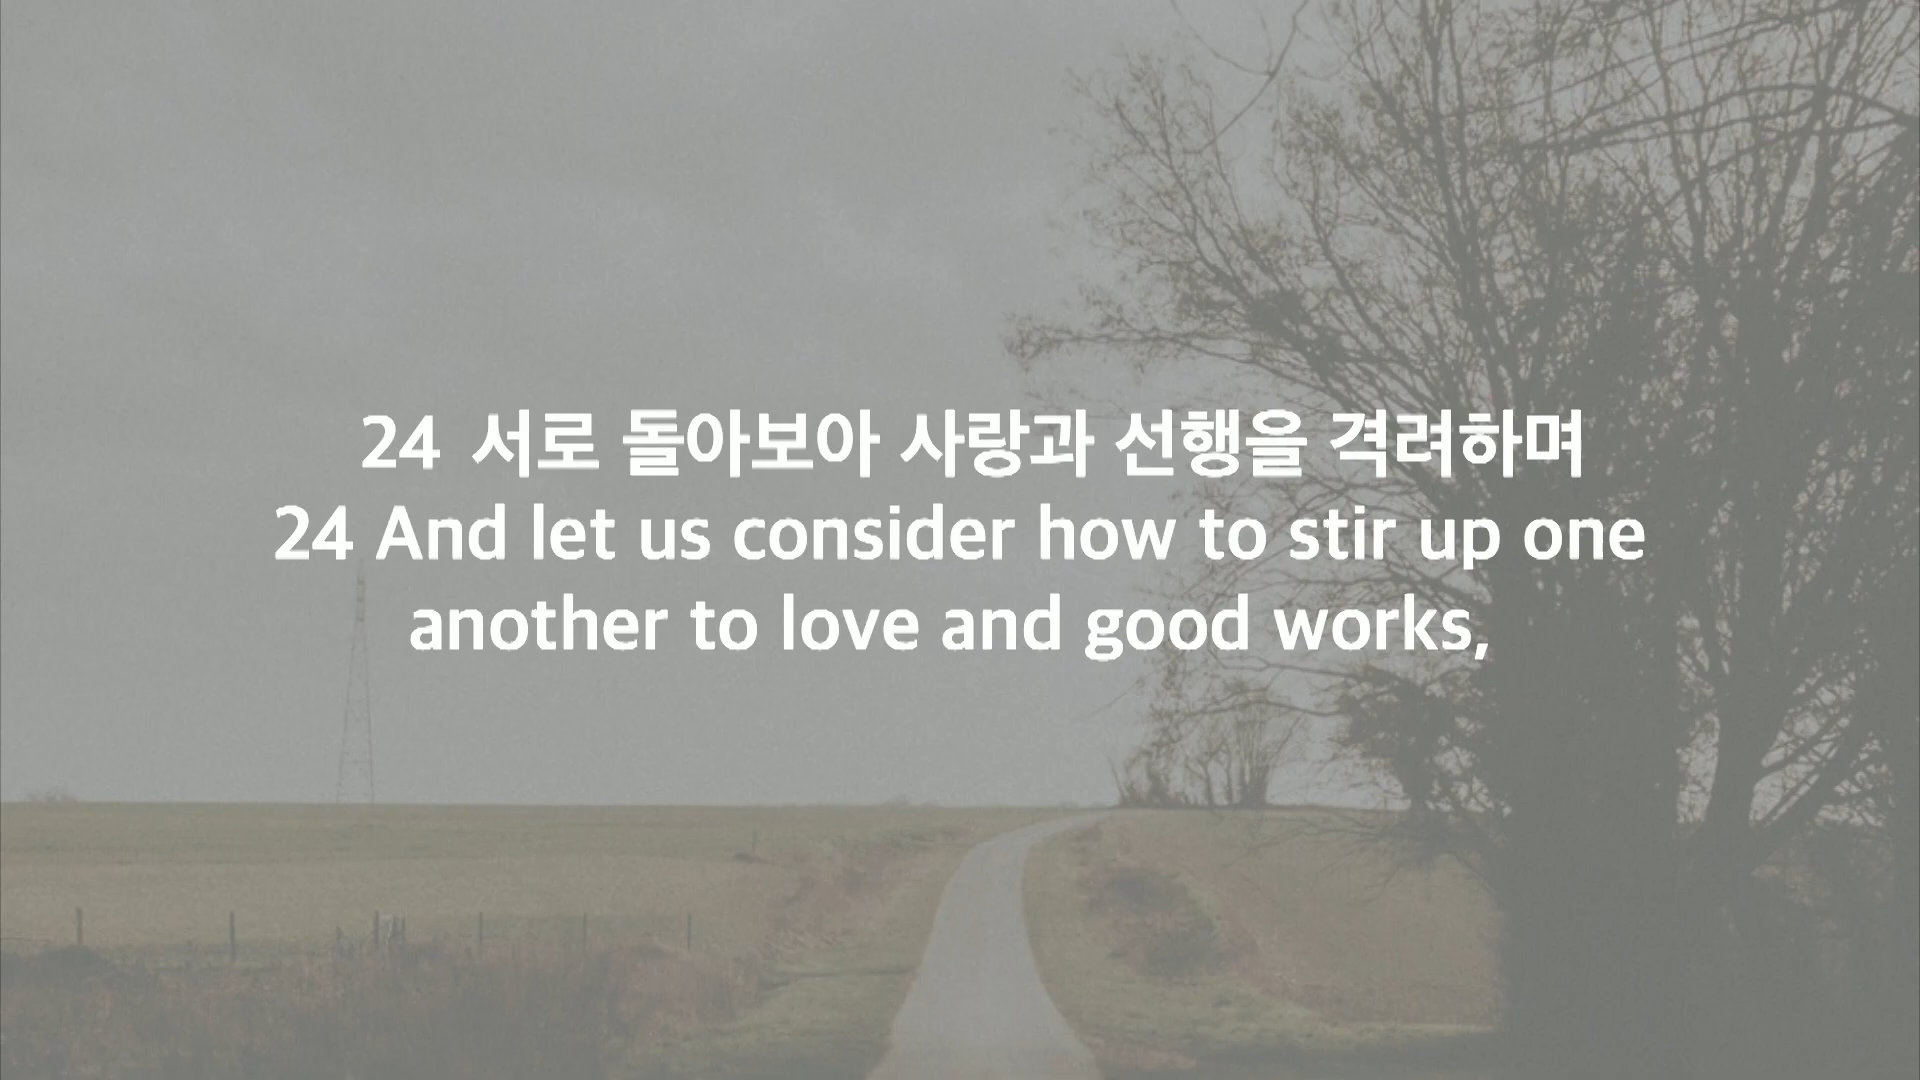 24 서로 돌아보아 사랑과 선행을 격려하며
24 And let us consider how to stir up one
another to love and good works,